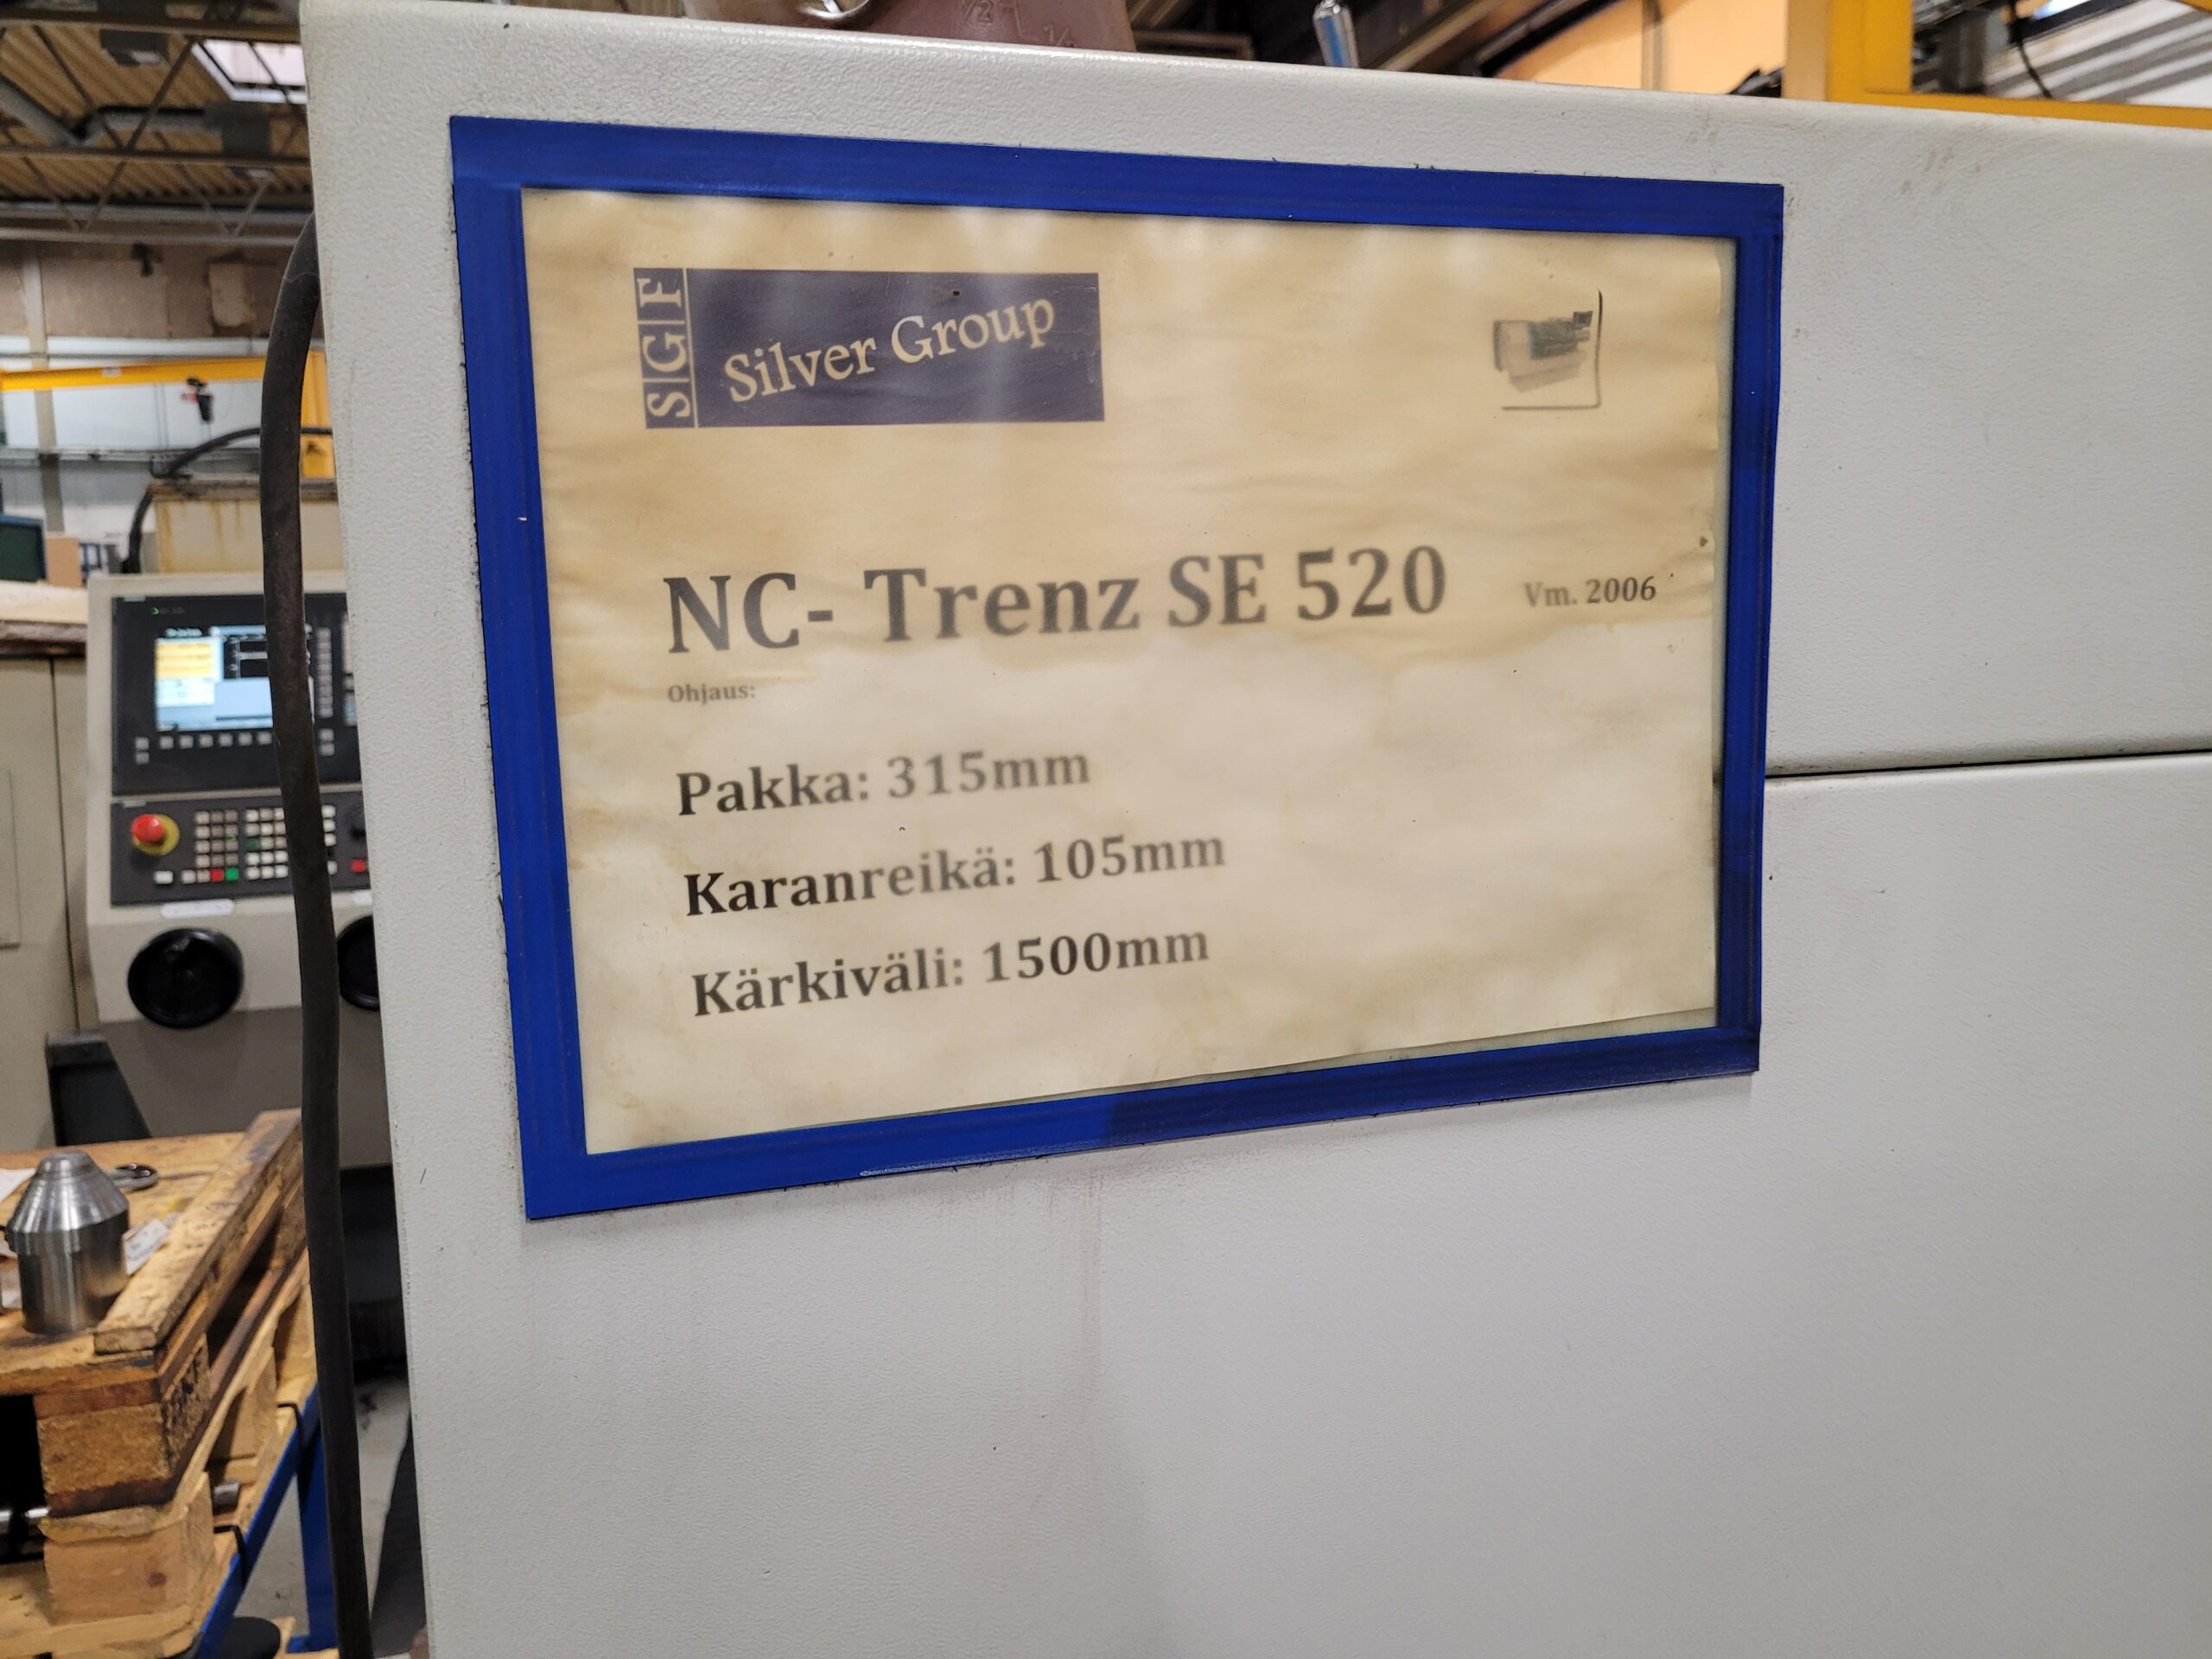 SGF
Silver Group
NC- Trenz SE 520
Vm. 2006
Ohjaus:
Pakka: 315mm
Karanreikä: 105mm
Kärkiväli: 1500mm